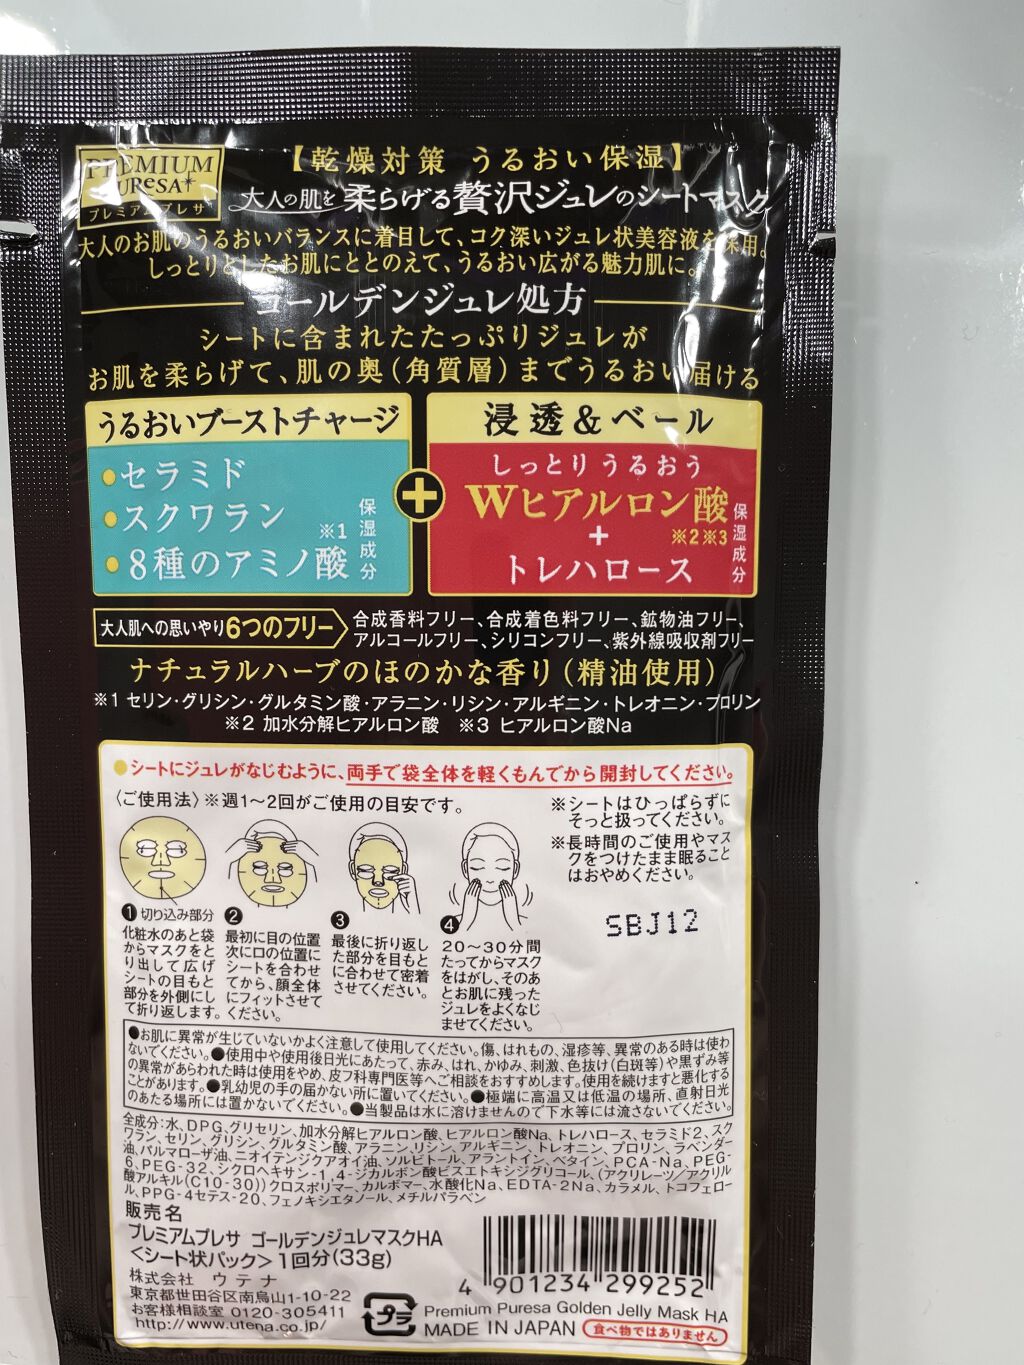 PREMIUM
PUReSA
プレミアムプレサ
【乾燥対策 うるおい保湿】
大人の肌を 柔らげる贅沢ジュレのシートマスク
大人のお肌のうるおいバランスに着目して、コク深いジュレ状美容液を採用。
しっとりとしたお肌にととのえて、うるおい広がる魅力肌に。
ゴールデンジュレ処方
シートに含まれたたっぷりジュレが
お肌を柔らげて、肌の奥(角質層)までうるおい届ける
うるおいブーストチャージ
●セラミド
●スクワラン
●8種のアミノ酸 ※1
保湿成分
+
浸透&ベール
しっとりうるおう
Wヒアルロン酸
※2※3
+
トレハロース
保湿成分
大人肌への思いやり6つのフリー
合成香料フリー、合成着色料フリー、鉱物油フリー、
アルコールフリー、シリコンフリー、紫外線吸収剤フリー
ナチュラルハーブのほのかな香り(精油使用)
※1 セリン・グリシン・グルタミン酸・アラニン・リシン・アルギニン・トレオニン・プロリン
※2 加水分解ヒアルロン酸 ※3 ヒアルロン酸Na
●シートにジュレがなじむように、両手で袋全体を軽くもんでから開封してください。
〈ご使用法〉※週1〜2回がご使用の目安です。
※シートはひっぱらずに
そっと扱ってください。
※長時間のご使用やマス
クをつけたまま眠ること
はおやめください。
SBJ12
❶ 切り込み部分
化粧水のあと袋
からマスクをと
り出して広げ
シートの目もと
部分を外側にし
て折り返します。
❷
最初に目の位置
次に口の位置に
シートを合わせ
てから、顔全体
にフィットさせて
ください。
❸
最後に折り返し
た部分を目もと
に合わせて密着
させてください。
❹
20〜30分間
たってからマスク
をはがし、そのあ
とお肌に残った
ジュレをよくなじ
ませてください。
●お肌に異常が生じていないかよく注意して使用してください。傷、はれもの、湿疹等、異常のある時は使わ
ないでください。●使用中や使用後日光にあたって、赤み、はれ、かゆみ、刺激、色抜け(白斑等)や黒ずみ等
の異常があらわれた時は使用をやめ、皮フ科専門医等へご相談をおすすめします。使用を続けますと悪化する
ことがあります。●乳幼児の手の届かない所に置いてください。●極端に高温又は低温の場所、直射日光
のあたる場所には置かないでください。●当製品は水に溶けませんので下水等には流さないでください。
全成分:水、DPG、グリセリン、加水分解ヒアルロン酸、ヒアルロン酸Na、トレハロース、セラミド2、スク
ワラン、セリン、グリシン、グルタミン酸、アラニン、リシン、アルギニン、トレオニン、プロリン、ラベンダー
油、パルマローザ油、ニオイテンジクアオイ油、ソルビトール、アラントイン、ベタイン、PCA-Na、PEG-
6、PEG-32、シクロヘキサン-1,4-ジカルボン酸ビスエトキシジグリコール、(アクリレーツ/アクリル
酸アルキル(C10-30))クロスポリマー、カルボマー、水酸化Na、EDTA-2Na、カラメル、トコフェロー
ル、PPG-4セテス-20、フェノキシエタノール、メチルパラベン
販売名
プレミアムプレサ ゴールデンジュレマスクHA
<シート状パック> 1回分(33g)
株式会社 ウテナ
東京都世田谷区南烏山1-10-22
お客様相談室 0120-305411
http://www.utena.co.jp/
4 901234 299252
プラ
Premium Puresa Golden Jelly Mask HA
MADE IN JAPAN 食べ物ではありません